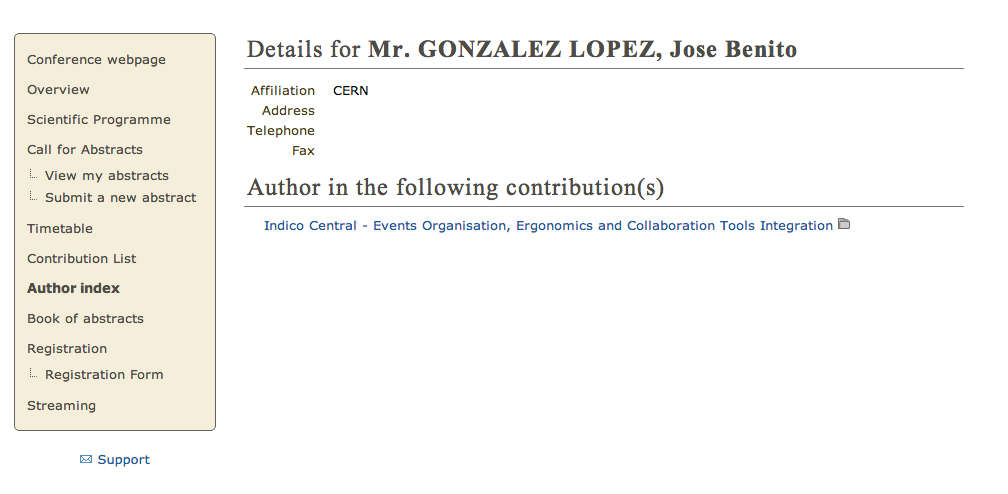 Conference webpage
Overview
Scientific Programme
Call for Abstracts
View my abstracts
Submit a new abstract
Timetable
Contribution List
Author index
Book of abstracts
Registration
Registration Form
Streaming
Support
Details for Mr. GONZALEZ LOPEZ, Jose Benito
Affiliation CERN
Address
Telephone
Fax
Author in the following contribution(s)
Indico Central - Events Organisation, Ergonomics and Collaboration Tools Integration